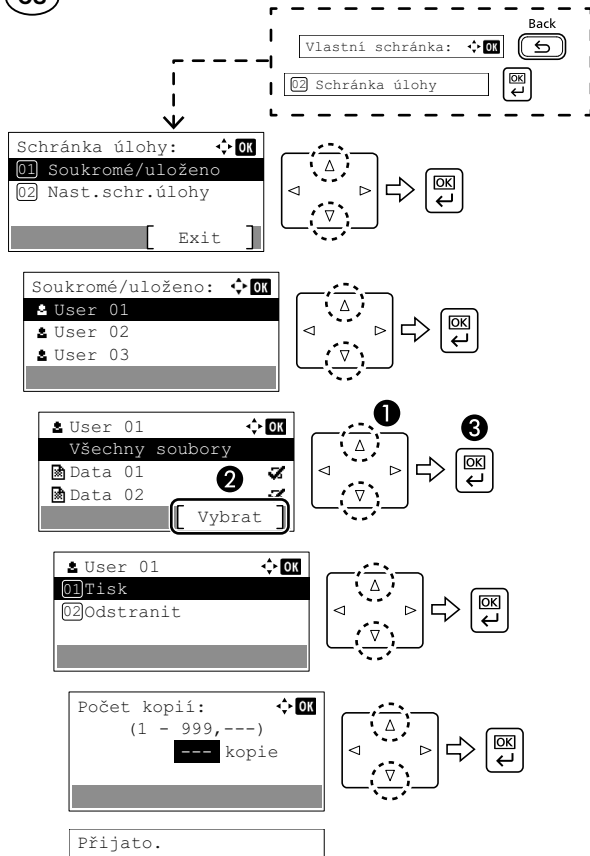 Back
Vlastní schránka: OK
02 Schránka úlohy OK
Schránka úlohy: OK
01 Soukromé/uloženo
02 Nast.schr.úlohy
[ Exit ]
OK
Soukromé/uloženo: OK
User 01
User 02
User 03
OK
User 01 OK
Všechny soubory
Data 01
Data 02
[ Vybrat ]
1
2
3
OK
User 01 OK
01 Tisk
02 Odstranit
OK
Počet kopií: OK
(1 - 999,---)
--- kopie
OK
Přijato.